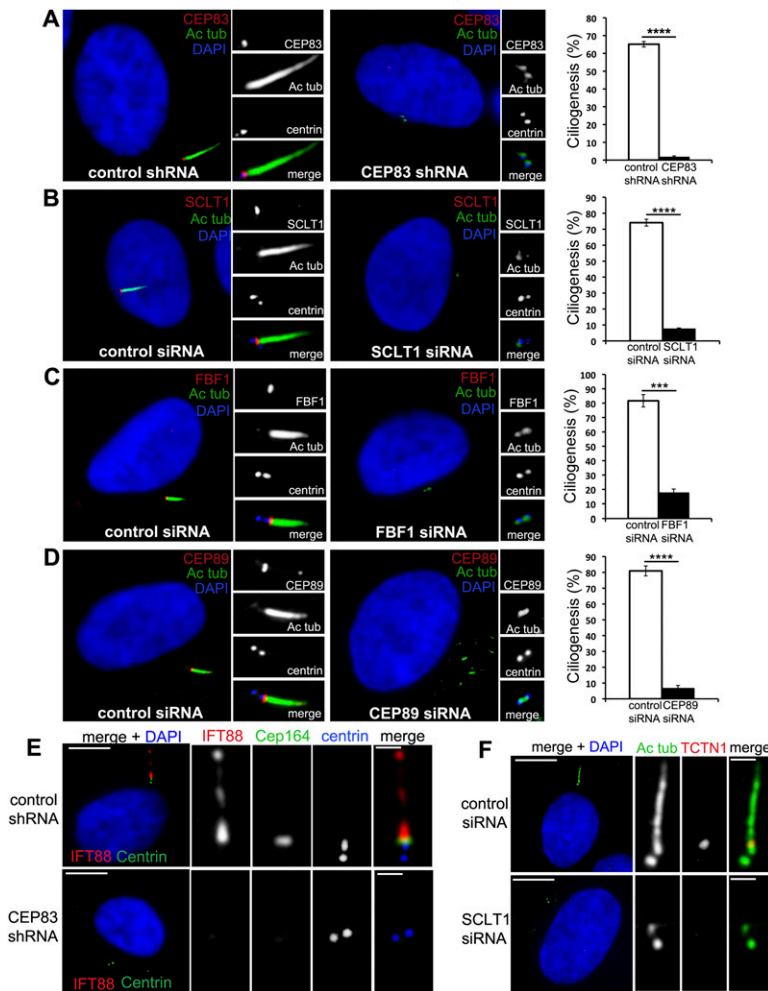 A
CEP83
Ac tub
DAPI
control shRNA
CEP83
Ac tub
centrin
merge
CEP83
Ac tub
DAPI
CEP83 shRNA
CEP83
Ac tub
centrin
merge
Ciliogenesis (%)
70
60
50
40
30
20
10
0
****
control CEP83
shRNA shRNA
B
SCLT1
Ac tub
DAPI
control siRNA
SCLT1
Ac tub
centrin
merge
SCLT1
Ac tub
DAPI
SCLT1 siRNA
SCLT1
Ac tub
centrin
merge
Ciliogenesis (%)
90
80
70
60
50
40
30
20
10
0
****
control SCLT1
siRNA siRNA
C
FBF1
Ac tub
DAPI
control siRNA
FBF1
Ac tub
centrin
merge
FBF1
Ac tub
DAPI
FBF1 siRNA
FBF1
Ac tub
centrin
merge
Ciliogenesis (%)
100
90
80
70
60
50
40
30
20
10
0
***
control FBF1
siRNA siRNA
D
CEP89
Ac tub
DAPI
control siRNA
CEP89
Ac tub
centrin
merge
CEP89
Ac tub
DAPI
CEP89 siRNA
CEP89
Ac tub
centrin
merge
Ciliogenesis (%)
90
80
70
60
50
40
30
20
10
0
****
control CEP89
siRNA siRNA
E
merge + DAPI IFT88 Cep164 centrin merge
control
shRNA
IFT88 Centrin
CEP83
shRNA
IFT88 Centrin
F
merge + DAPI Ac tub TCTN1 merge
control
siRNA
SCLT1
siRNA